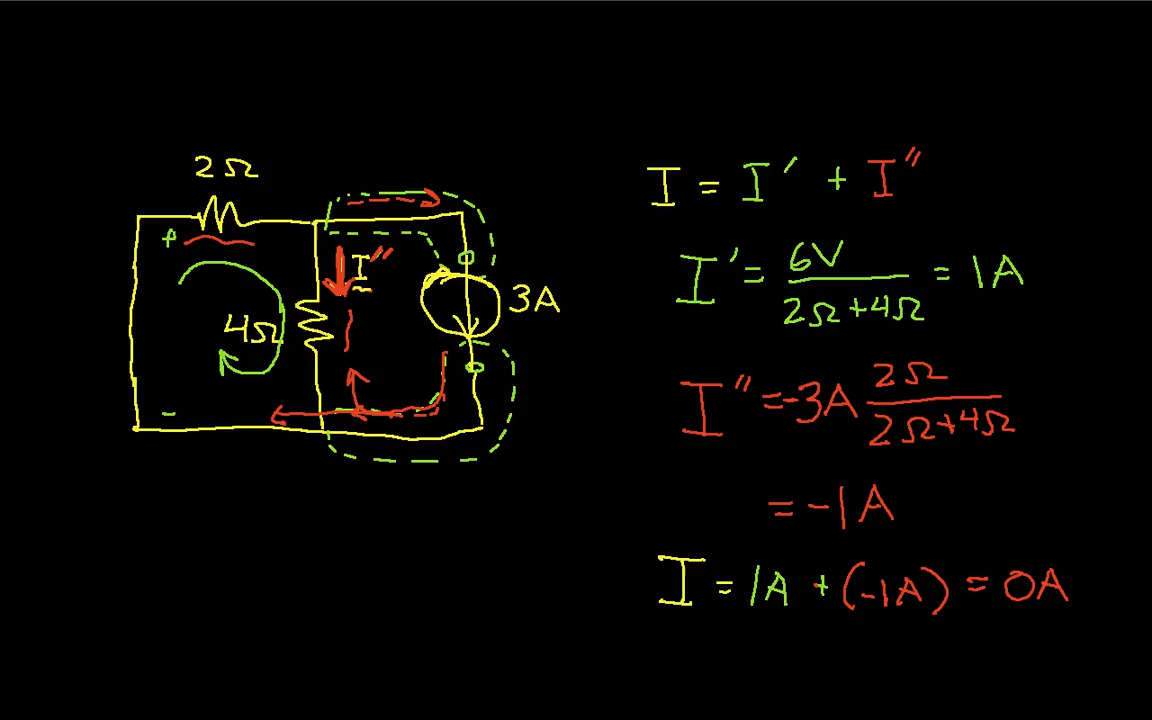 2Ω
+
I"
4Ω
3A
-
I = I' + I"
I' = 6V / 2Ω+4Ω = 1A
I" = -3A 2Ω / 2Ω+4Ω
= -1A
I = 1A + (-1A) = 0A